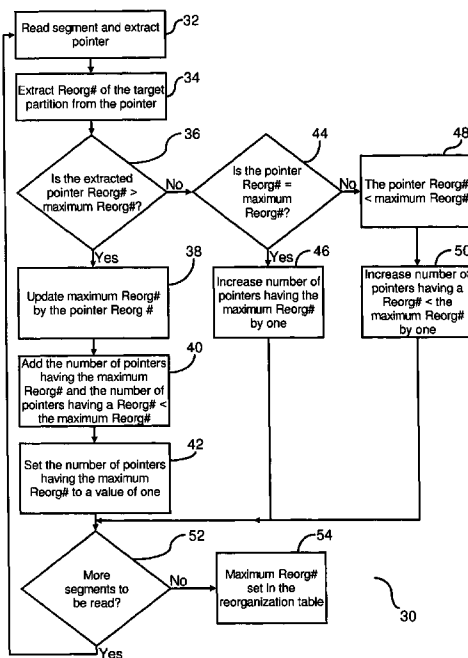 Read segment and extract
pointer
32
Extract Reorg# of the target
partition from the pointer
34
36
Is the extracted
pointer Reorg# >
maximum Reorg#?
No
Yes
44
Is the pointer
Reorg# =
maximum
Reorg#?
No
Yes
48
The pointer Reorg#
< maximum Reorg#
38
Update maximum Reorg#
by the pointer Reorg #
46
Increase number of
pointers having the
maximum Reorg#
by one
50
Increase number of
pointers having a
Reorg# < the
maximum Reorg#
by one
40
Add the number of pointers
having the maximum
Reorg# and the number of
pointers having a Reorg# <
the maximum Reorg#
42
Set the number of pointers
having the maximum
Reorg# to a value of one
52
More
segments to
be read?
No
Yes
54
Maximum Reorg#
set in the
reorganization table
30